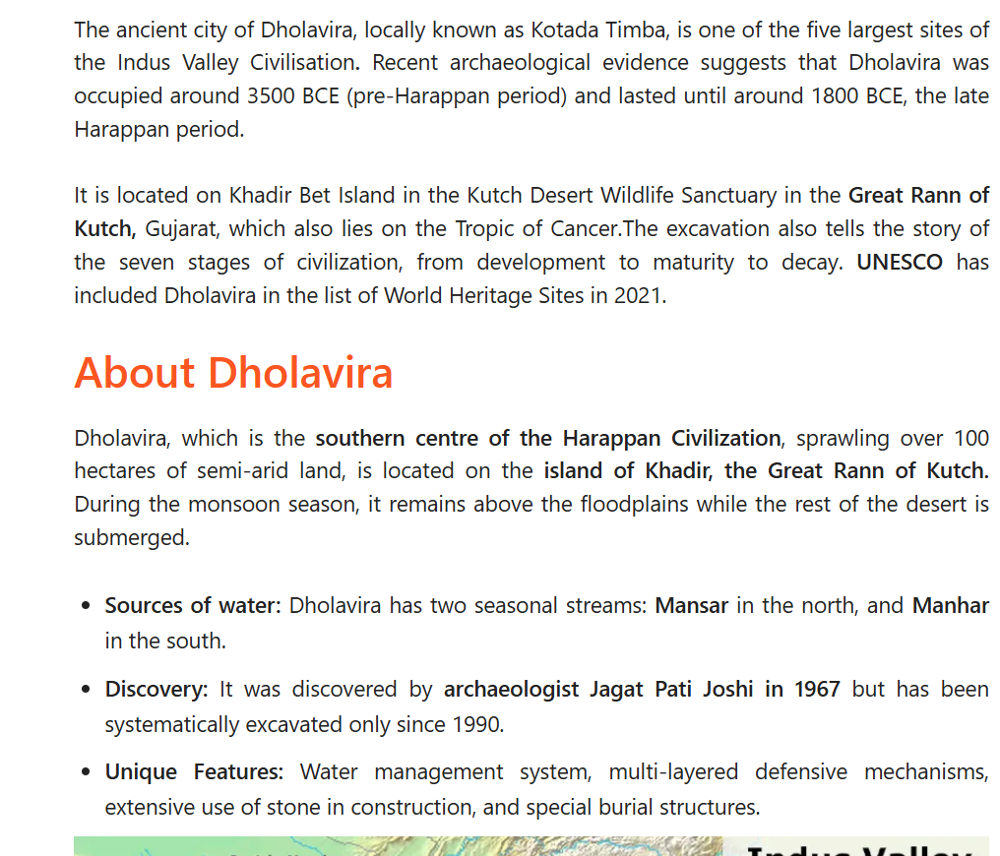 The ancient city of Dholavira, locally known as Kotada Timba, is one of the five largest sites of
the Indus Valley Civilisation. Recent archaeological evidence suggests that Dholavira was
occupied around 3500 BCE (pre-Harappan period) and lasted until around 1800 BCE, the late
Harappan period.
It is located on Khadir Bet Island in the Kutch Desert Wildlife Sanctuary in the Great Rann of
Kutch, Gujarat, which also lies on the Tropic of Cancer.The excavation also tells the story of
the seven stages of civilization, from development to maturity to decay. UNESCO has
included Dholavira in the list of World Heritage Sites in 2021.
About Dholavira
Dholavira, which is the southern centre of the Harappan Civilization, sprawling over 100
hectares of semi-arid land, is located on the island of Khadir, the Great Rann of Kutch.
During the monsoon season, it remains above the floodplains while the rest of the desert is
submerged.
• Sources of water: Dholavira has two seasonal streams: Mansar in the north, and Manhar
in the south.
• Discovery: It was discovered by archaeologist Jagat Pati Joshi in 1967 but has been
systematically excavated only since 1990.
• Unique Features: Water management system, multi-layered defensive mechanisms,
extensive use of stone in construction, and special burial structures.
Indus Valley